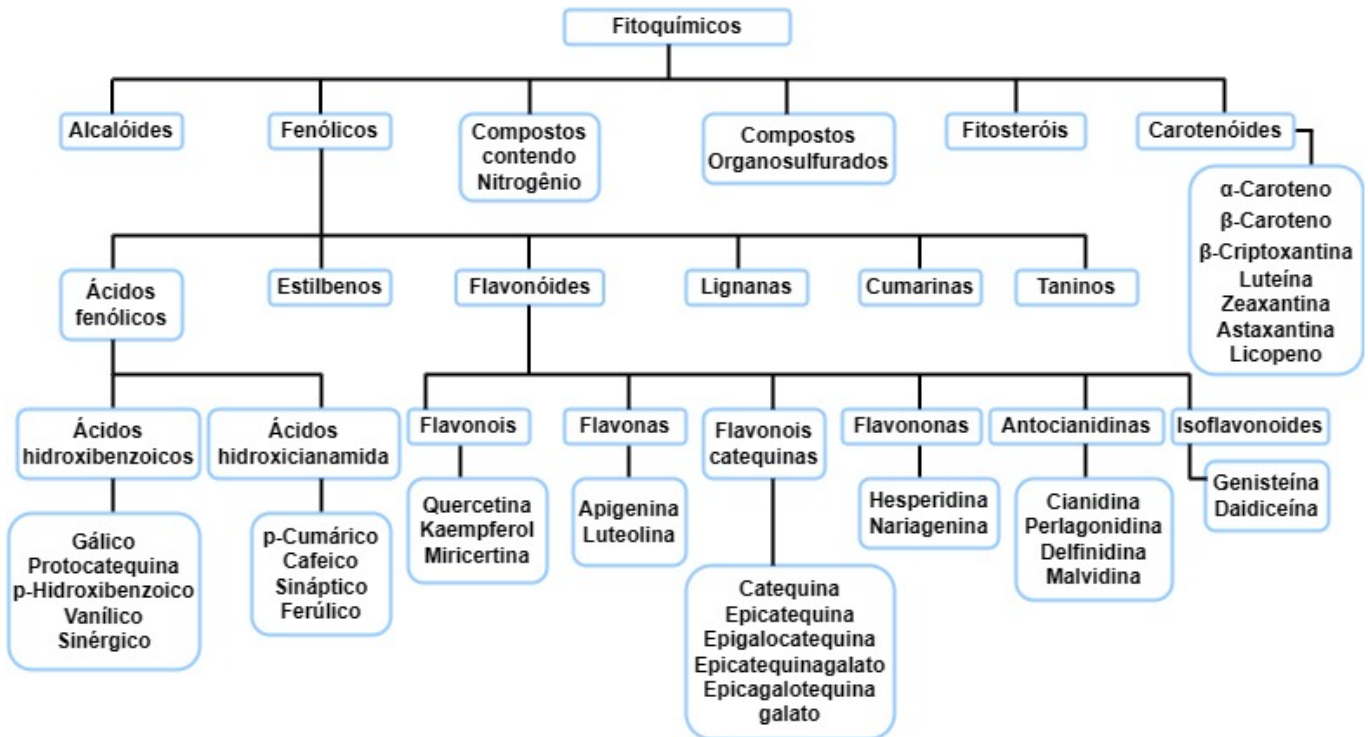 Fitoquímicos
Alcalóides
Fenólicos
Compostos
contendo
Nitrogênio
Compostos
Organosulfurados
Fitosteróis
Carotenóides
α-Caroteno
β-Caroteno
β-Criptoxantina
Luteína
Zeaxantina
Astaxantina
Licopeno
Ácidos
fenólicos
Estilbenos
Flavonóides
Lignanas
Cumarinas
Taninos
Ácidos
hidroxibenzoicos
Ácidos
hidroxicianamida
Flavonois
Flavonas
Flavonois
catequinas
Flavononas
Antocianidinas
Isoflavonoides
Gálico
Protocatequina
p-Hidroxibenzoico
Vanílico
Sinérgico
p-Cumárico
Cafeico
Sináptico
Ferúlico
Quercetina
Kaempferol
Miricertina
Apigenina
Luteolina
Catequina
Epicatequina
Epigalocatequina
Epicatequinagalato
Epicagalotequina
galato
Hesperidina
Nariagenina
Cianidina
Perlagonidina
Delfinidina
Malvidina
Genisteína
Daidiceína